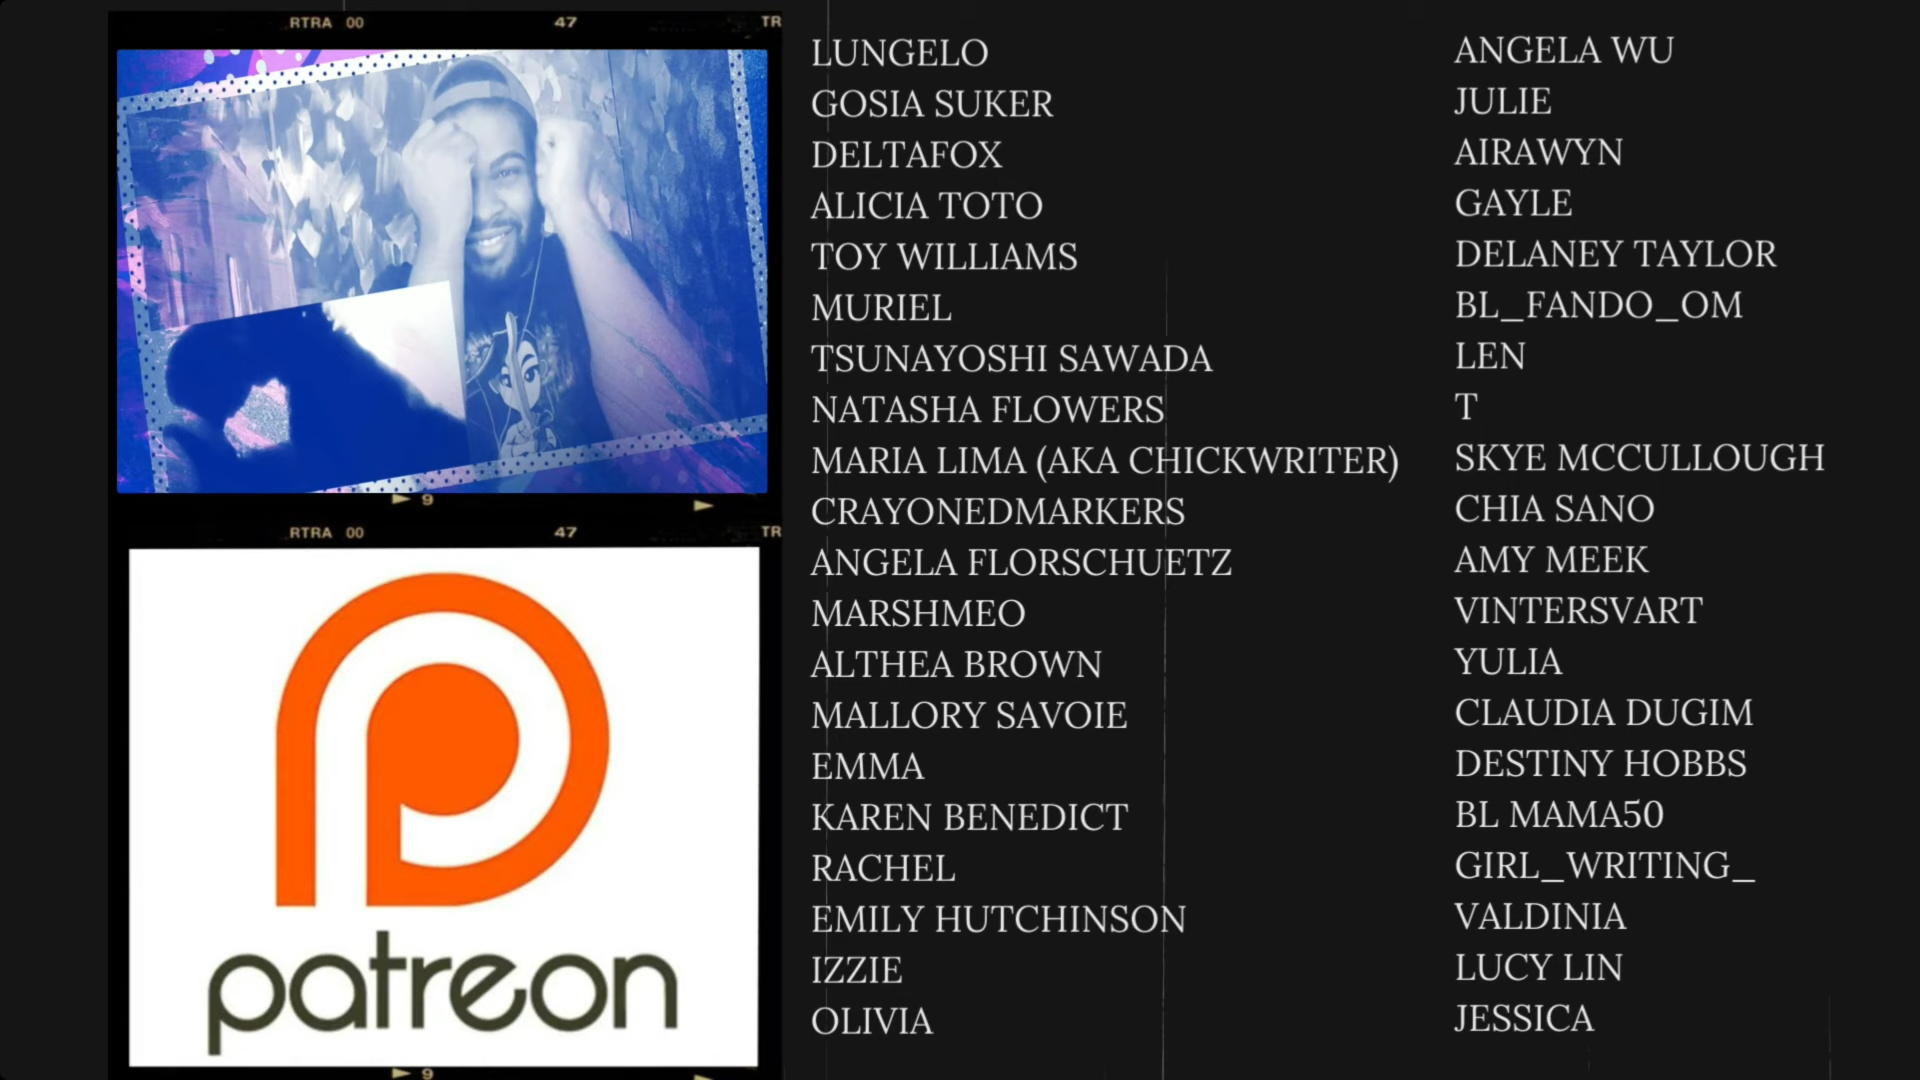 RTRA 00 47 TR
9
RTRA 00 47 TR
patreon
9
LUNGELO
GOSIA SUKER
DELTAFOX
ALICIA TOTO
TOY WILLIAMS
MURIEL
TSUNAYOSHI SAWADA
NATASHA FLOWERS
MARIA LIMA (AKA CHICKWRITER)
CRAYONEDMARKERS
ANGELA FLORSCHUETZ
MARSHMEO
ALTHEA BROWN
MALLORY SAVOIE
EMMA
KAREN BENEDICT
RACHEL
EMILY HUTCHINSON
IZZIE
OLIVIA
ANGELA WU
JULIE
AIRAWYN
GAYLE
DELANEY TAYLOR
BL_FANDO_OM
LEN
T
SKYE MCCULLOUGH
CHIA SANO
AMY MEEK
VINTERSVART
YULIA
CLAUDIA DUGIM
DESTINY HOBBS
BL MAMA50
GIRL_WRITING_
VALDINIA
LUCY LIN
JESSICA